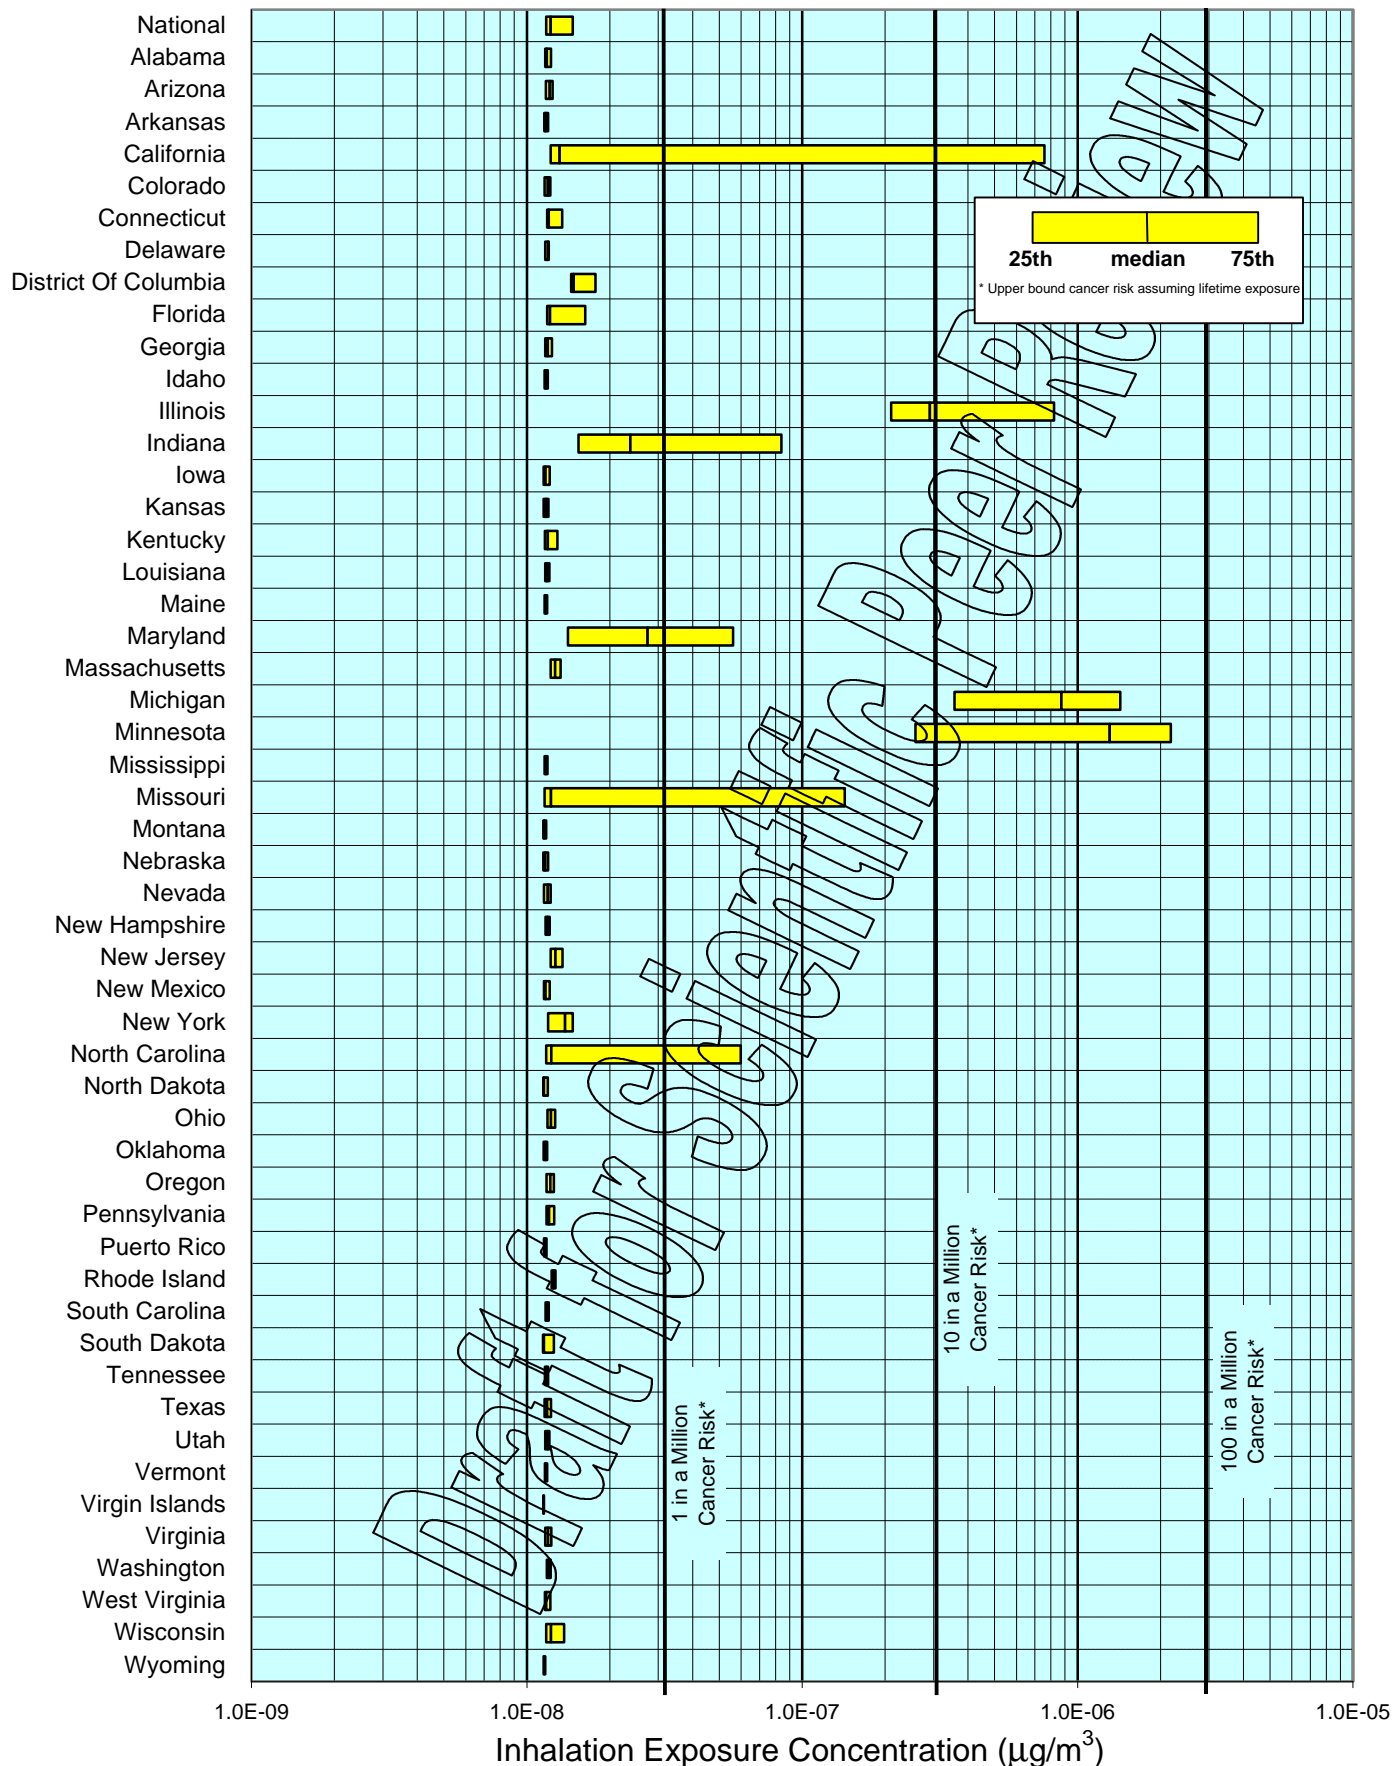 National
Alabama
Arizona
Arkansas
California
Colorado
Connecticut
Delaware
District Of Columbia
Florida
Georgia
Idaho
Illinois
Indiana
Iowa
Kansas
Kentucky
Louisiana
Maine
Maryland
Massachusetts
Michigan
Minnesota
Mississippi
Missouri
Montana
Nebraska
Nevada
New Hampshire
New Jersey
New Mexico
New York
North Carolina
North Dakota
Ohio
Oklahoma
Oregon
Pennsylvania
Puerto Rico
Rhode Island
South Carolina
South Dakota
Tennessee
Texas
Utah
Vermont
Virgin Islands
Virginia
Washington
West Virginia
Wisconsin
Wyoming
25th median 75th
* Upper bound cancer risk assuming lifetime exposure
Draft for Scientific Peer Review
1 in a Million
Cancer Risk*
10 in a Million
Cancer Risk*
100 in a Million
Cancer Risk*
1.0E-09 1.0E-08 1.0E-07 1.0E-06 1.0E-05
Inhalation Exposure Concentration (μg/m³)